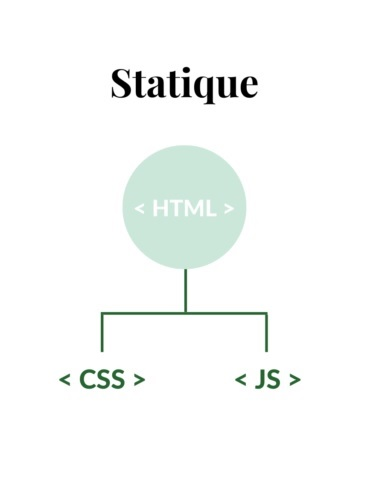 Statique
< HTML >
< CSS > < JS >